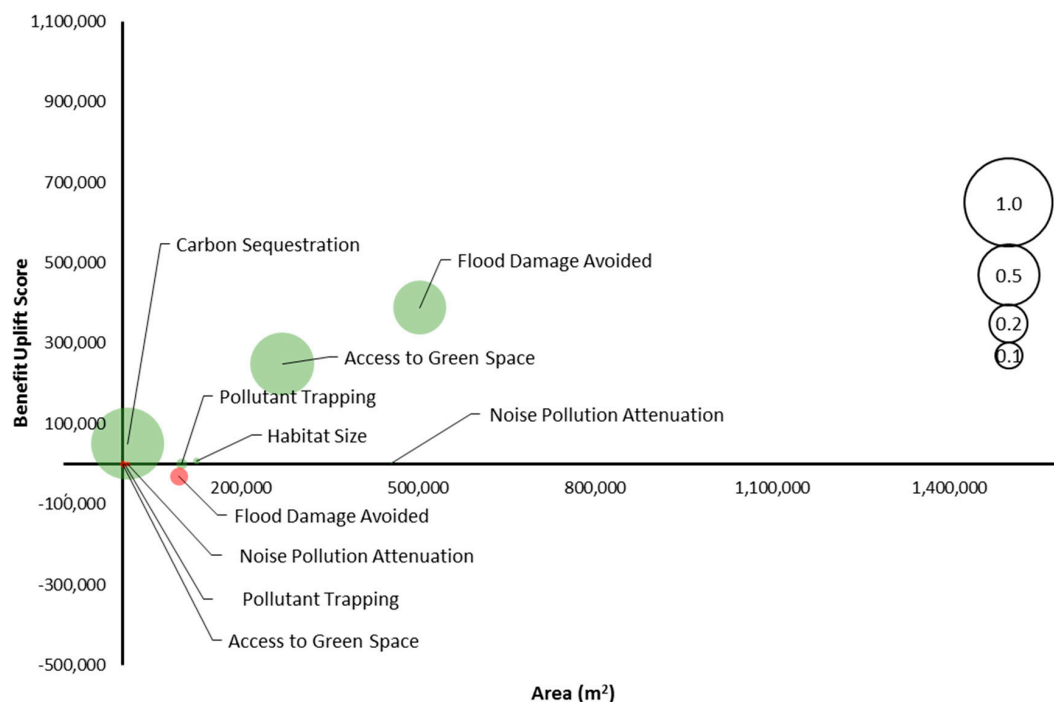 1,100,000
900,000
700,000
1.0
Carbon Sequestration
500,000
Flood Damage Avoided
0.5
Benefit Uplift Score
300,000
0.2
Access to Green Space
0.1
Pollutant Trapping
100,000
Noise Pollution Attenuation
Habitat Size
200,000 500,000 800,000 1,100,000 1,400,000
-100,000
Flood Damage Avoided
Noise Pollution Attenuation
-300,000
Pollutant Trapping
Access to Green Space
-500,000
Area (m²)